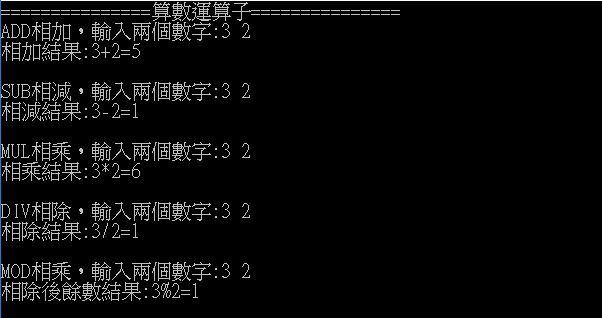 ===============算數運算子===============
ADD相加，輸入兩個數字:3 2
相加結果:3+2=5
SUB相減，輸入兩個數字:3 2
相減結果:3-2=1
MUL相乘，輸入兩個數字:3 2
相乘結果:3*2=6
DIV相除，輸入兩個數字:3 2
相除結果:3/2=1
MOD相乘，輸入兩個數字:3 2
相除後餘數結果:3%2=1